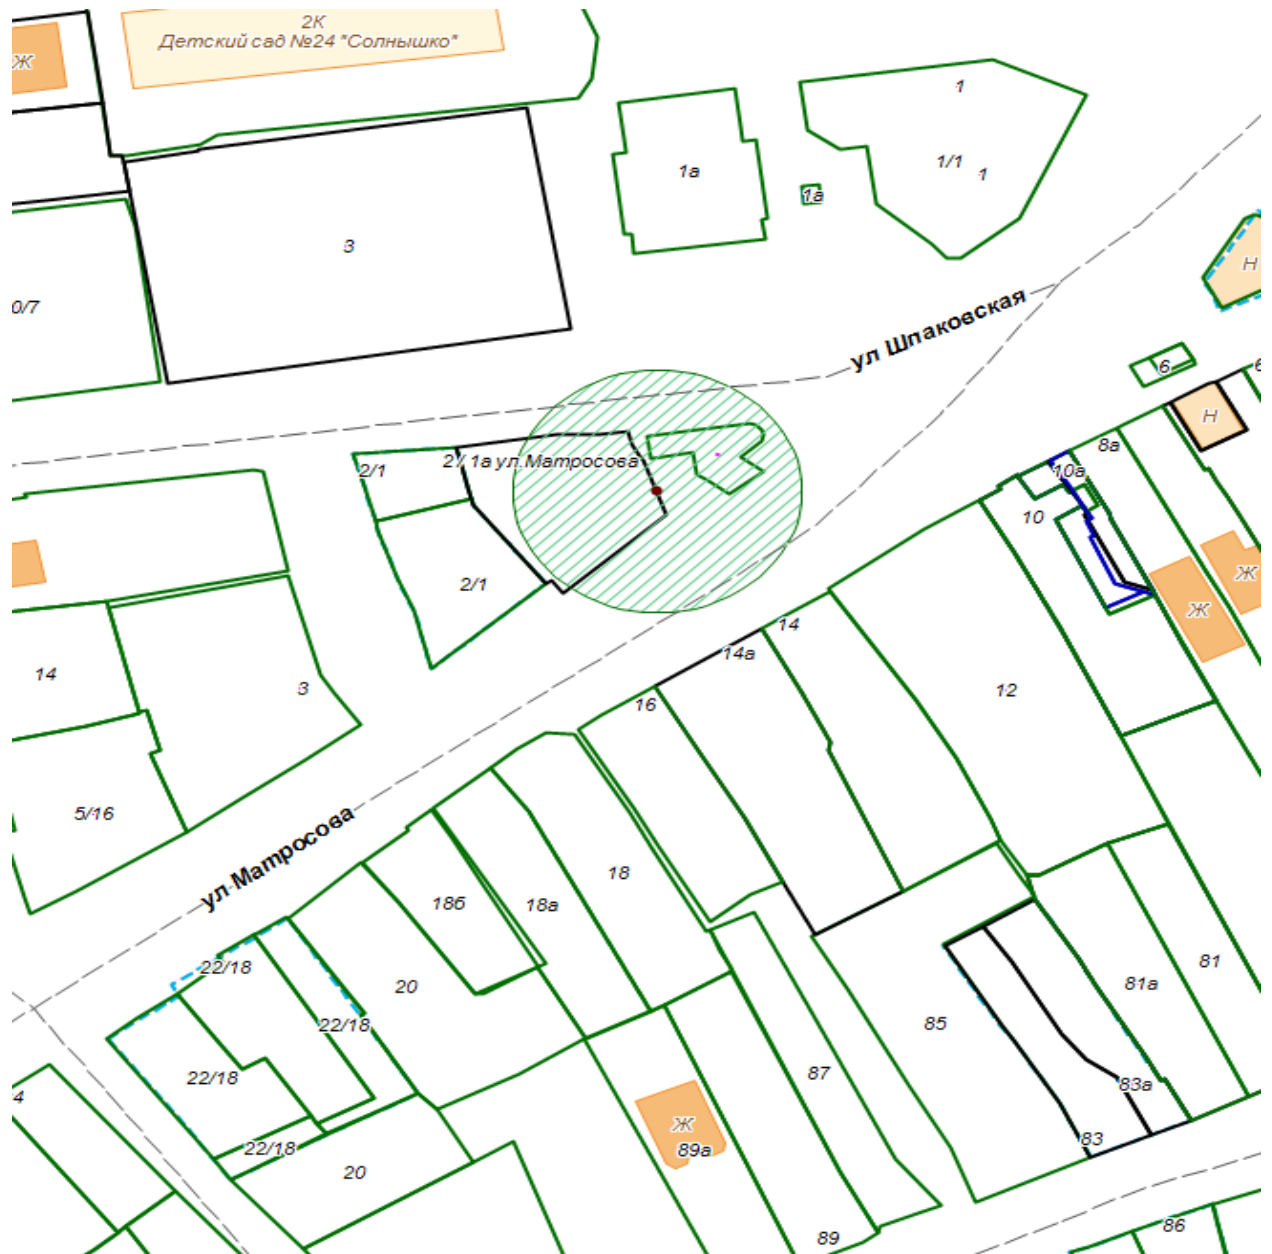 2К
Детский сад №24 "Солнышко"
Ж
1
1а
1/1
1
1а
3
0/7
Н
ул Шпаковская
6
6
Н
8а
2/1
2/ 1а ул.Матросова
10а
10
2/1
Ж
Ж
14
14
14а
3
12
16
5/16
ул Матросова
18
18б
18а
22/18
20
81
81а
22/18
85
22/18
87
83а
4
Ж
89а
83
22/18
20
86
89